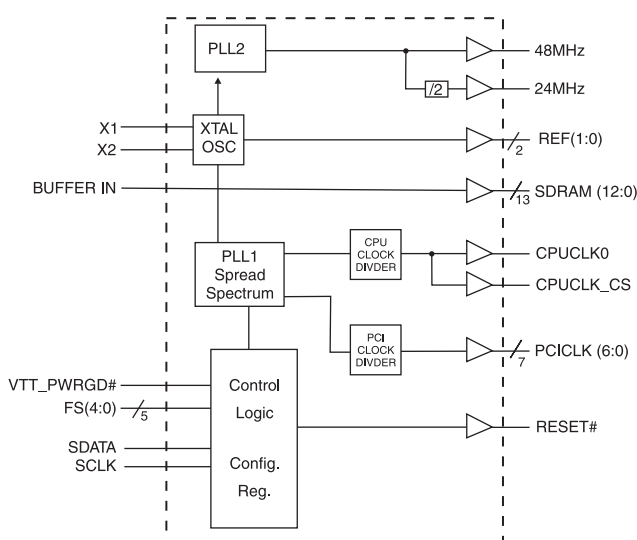 PLL2
48MHz
/2
24MHz
X1
X2
XTAL
OSC
2
REF(1:0)
BUFFER IN
13
SDRAM (12:0)
PLL1
Spread
Spectrum
CPU
CLOCK
DIVDER
CPUCLK0
CPUCLK_CS
PCI
CLOCK
DIVDER
7
PCICLK (6:0)
VTT_PWRGD#
FS(4:0)
5
SDATA
SCLK
Control
Logic
Config.
Reg.
RESET#